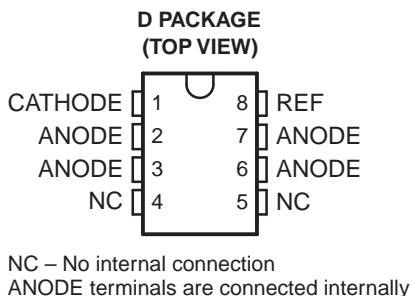 D PACKAGE
(TOP VIEW)
CATHODE 1 8 REF
ANODE 2 7 ANODE
ANODE 3 6 ANODE
NC 4 5 NC
NC – No internal connection
ANODE terminals are connected internally